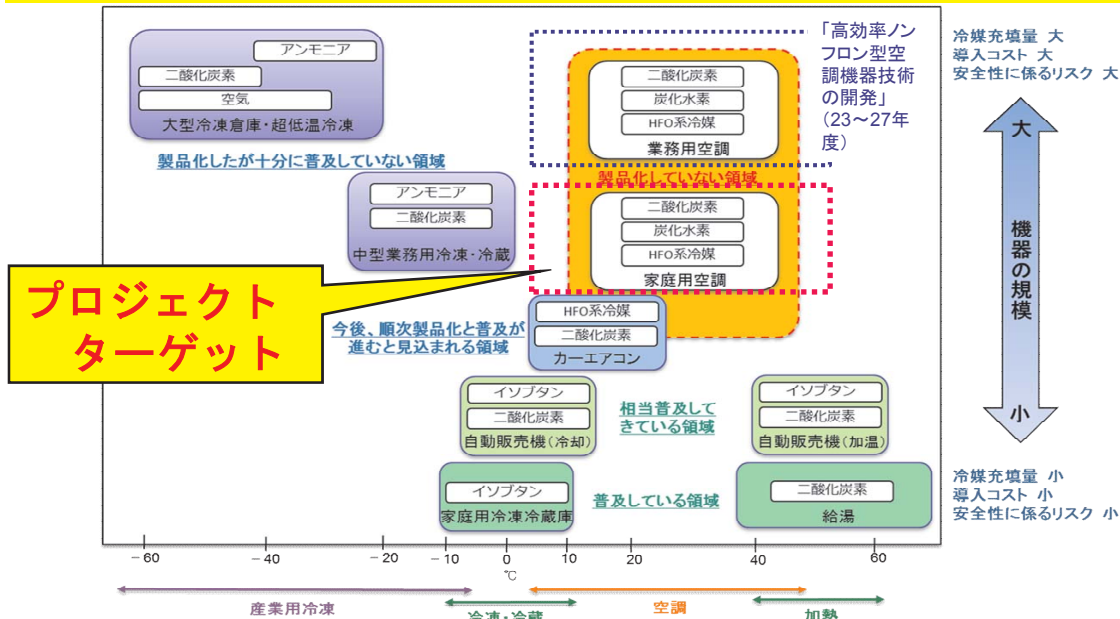 アンモニア
二酸化炭素
空気
大型冷凍倉庫・超低温冷凍
製品化したが十分に普及していない領域
アンモニア
二酸化炭素
中型業務用冷凍・冷蔵
二酸化炭素
炭化水素
HFO系冷媒
業務用空調
製品化していない領域
二酸化炭素
炭化水素
HFO系冷媒
家庭用空調
「高効率ノン
フロン型空
調機器技術
の開発」
(23～27年
度)
冷媒充填量 大
導入コスト 大
安全性に係るリスク 大
大
機器の規模
小
冷媒充填量 小
導入コスト 小
安全性に係るリスク 小
プロジェクト
ターゲット
今後、順次製品化と普及が
進むと見込まれる領域
HFO系冷媒
二酸化炭素
カーエアコン
イソブタン
二酸化炭素
自動販売機(冷却)
相当普及して
きている領域
イソブタン
二酸化炭素
自動販売機(加温)
イソブタン
家庭用冷凍冷蔵庫
普及している領域
二酸化炭素
給湯
－60 －40 －20 －10 0 10 20 40 60
℃
産業用冷凍
冷凍・冷蔵
空調
加熱